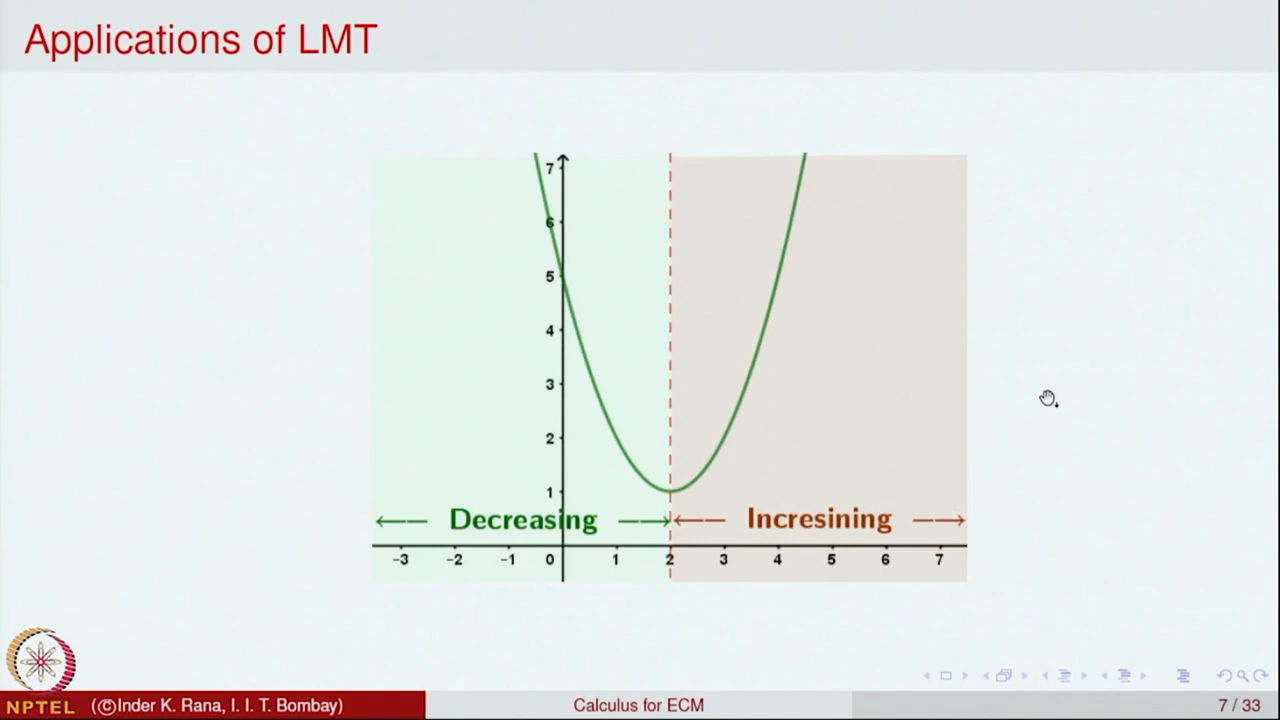 Applications of LMT
7
6
5
4
3
2
1
←— Decreasing —→ ←— Incresining —→
−3 −2 −1 0 1 2 3 4 5 6 7
NPTEL (©Inder K. Rana, I. I. T. Bombay) Calculus for ECM 7 / 33